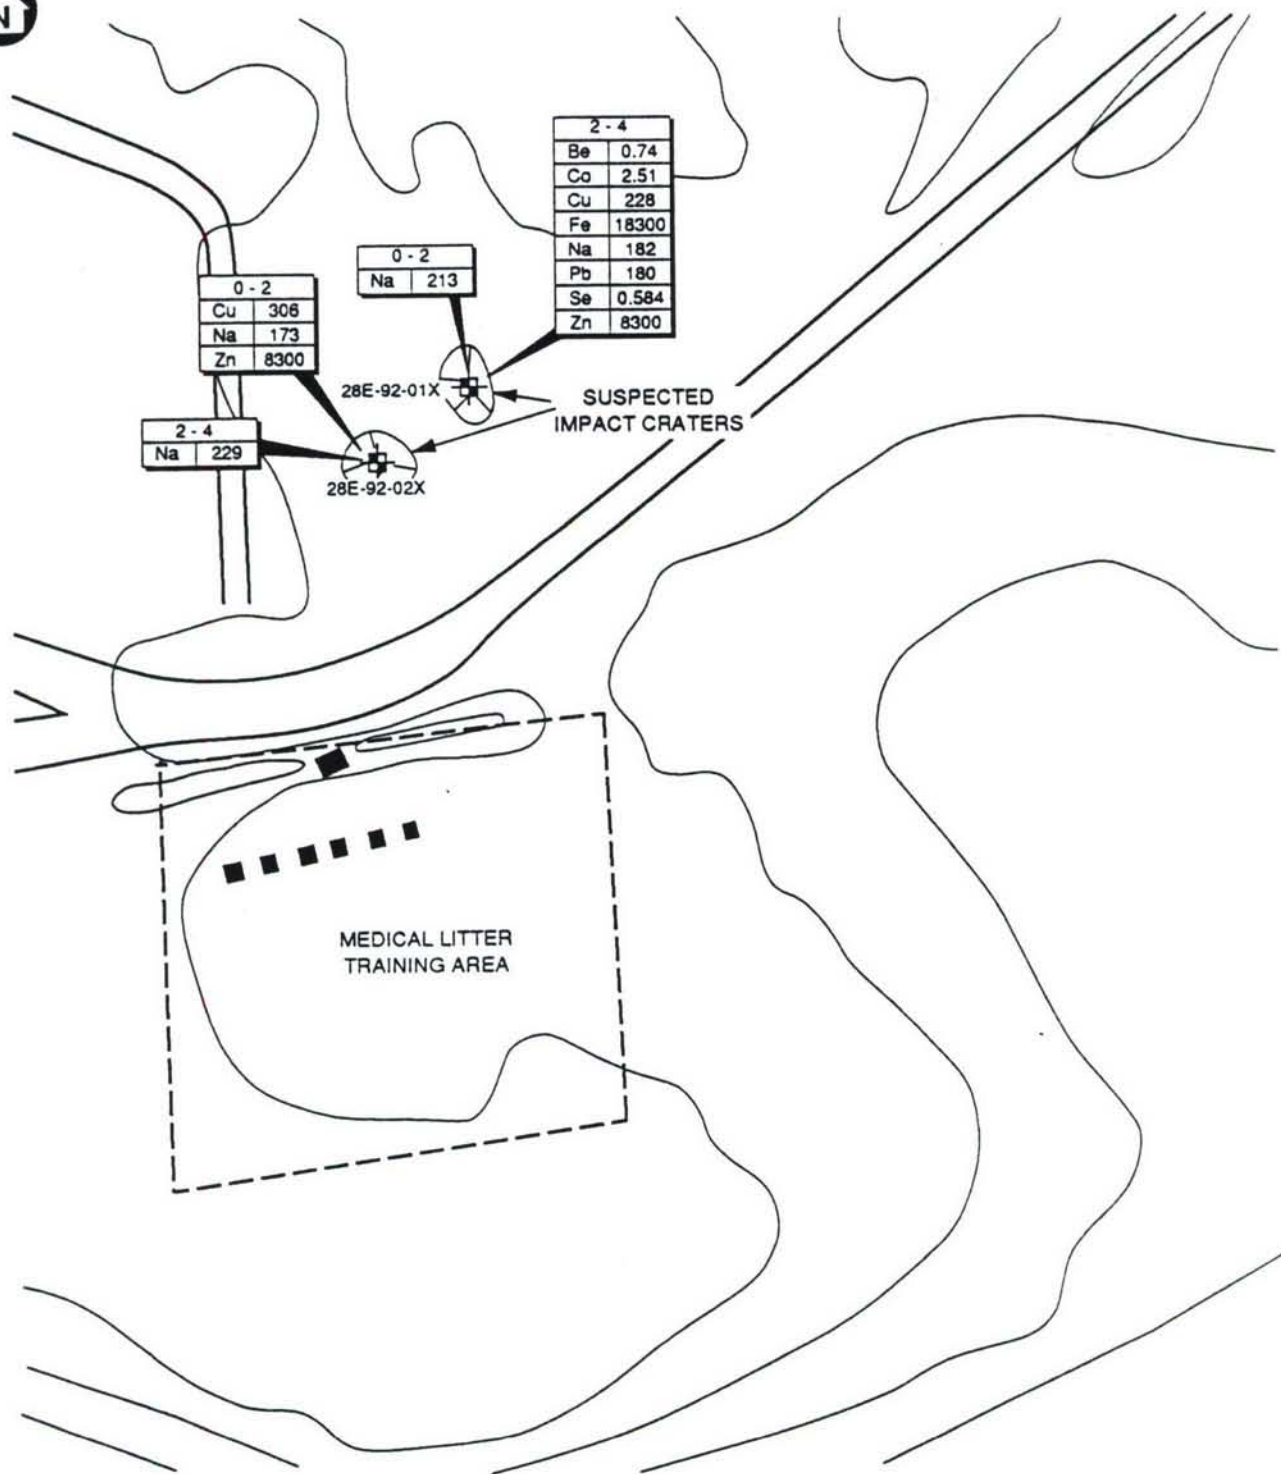 N
2 - 4
Be 0.74
Co 2.51
Cu 228
Fe 18300
Na 182
Pb 180
Se 0.584
Zn 8300
0 - 2
Na 213
0 - 2
Cu 306
Na 173
Zn 8300
2 - 4
Na 229
28E-92-01X
28E-92-02X
SUSPECTED
IMPACT CRATERS
MEDICAL LITTER
TRAINING AREA